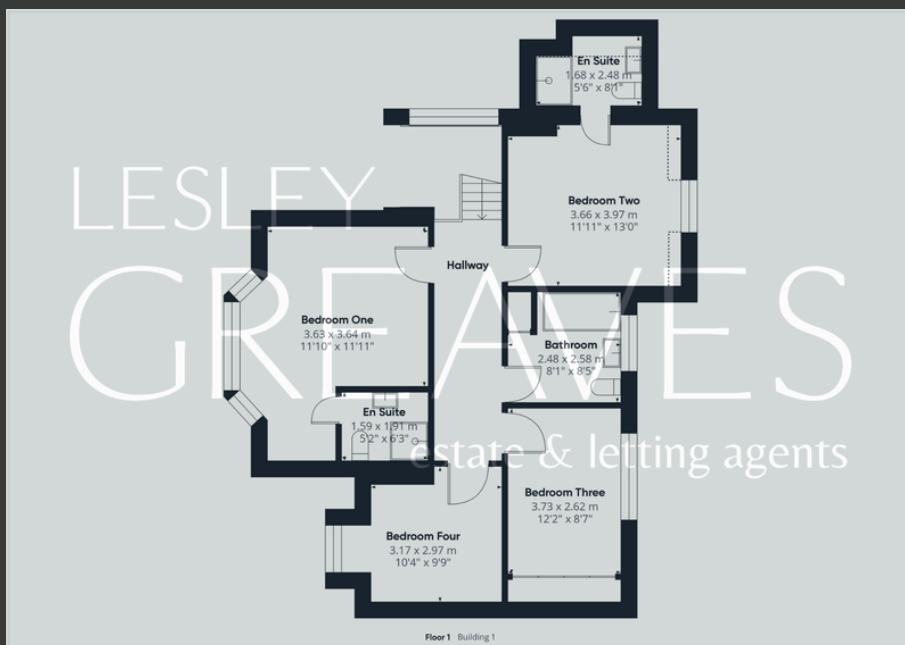 En Suite
1.68 x 2.48 m
5'6" x 8'1"
LESLEY
Bedroom Two
3.66 x 3.97 m
11'11" x 13'0"
Hallway
GREAVES
Bedroom One
3.63 x 3.64 m
11'10" x 11'11"
Bathroom
2.48 x 2.58 m
8'1" x 8'5"
En Suite
1.59 x 1.91 m
5'2" x 6'3"
estate & letting agents
Bedroom Three
3.73 x 2.62 m
12'2" x 8'7"
Bedroom Four
3.17 x 2.97 m
10'4" x 9'9"
Floor 1 Building 1